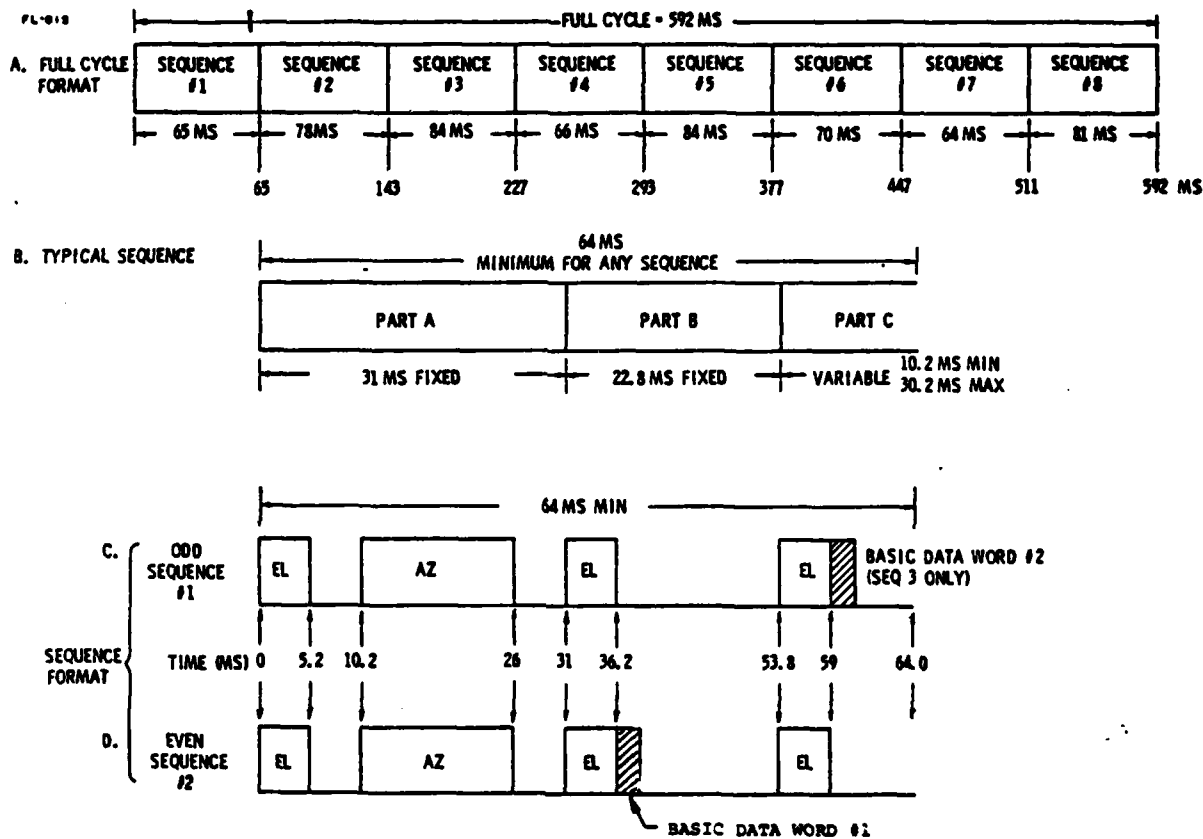 FL-613
FULL CYCLE = 592 MS
A. FULL CYCLE FORMAT
SEQUENCE #1
SEQUENCE #2
SEQUENCE #3
SEQUENCE #4
SEQUENCE #5
SEQUENCE #6
SEQUENCE #7
SEQUENCE #8
65 MS 78MS 84 MS 66 MS 84 MS 70 MS 64 MS 81 MS
65 143 227 293 377 447 511 592 MS
B. TYPICAL SEQUENCE
64 MS
MINIMUM FOR ANY SEQUENCE
PART A PART B PART C
31 MS FIXED 22.8 MS FIXED VARIABLE 10.2 MS MIN
30.2 MS MAX
64 MS MIN
C. ODD
SEQUENCE
#1
EL AZ EL EL
BASIC DATA WORD #2
(SEQ 3 ONLY)
SEQUENCE
FORMAT
TIME (MS) 0 5.2 10.2 26 31 36.2 53.8 59 64.0
D. EVEN
SEQUENCE
#2
EL AZ EL EL
BASIC DATA WORD #1